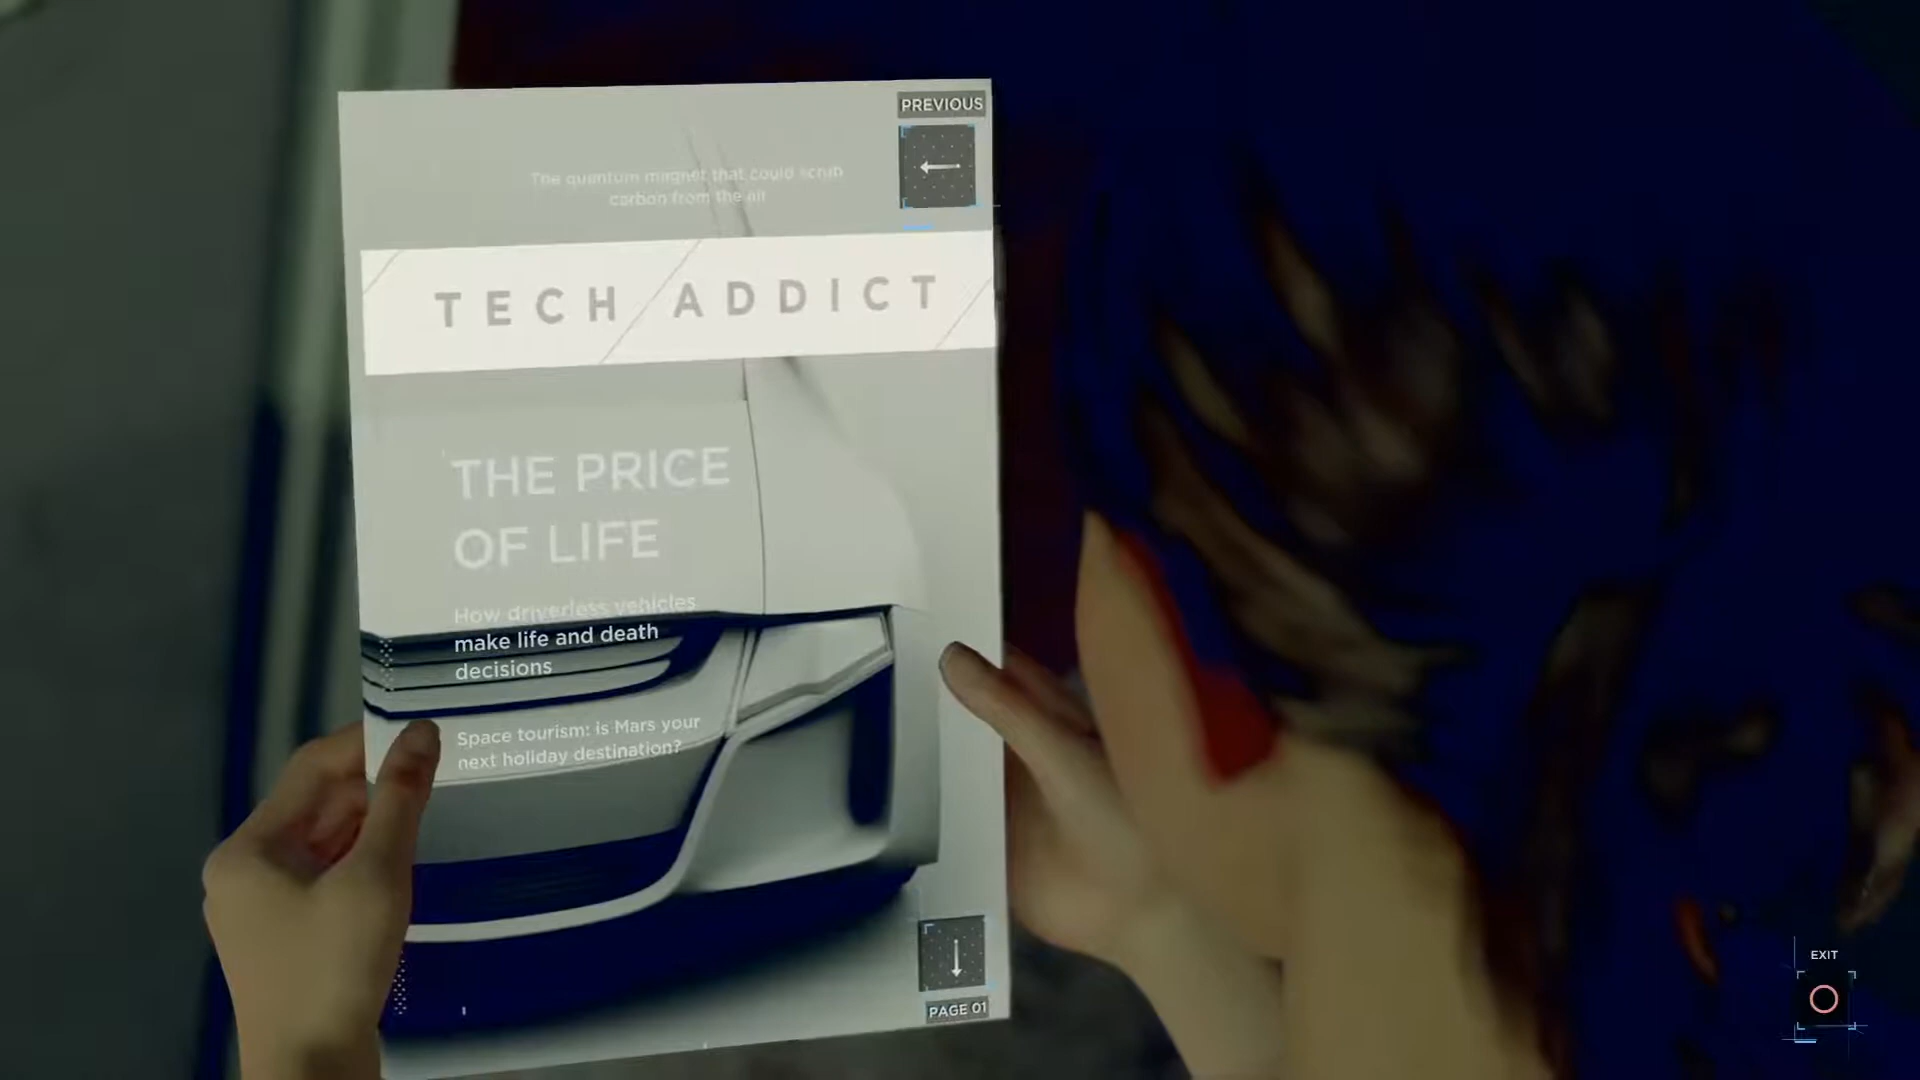 PREVIOUS
The quantum magnet that could scrub
carbon from the air
TECH ADDICT
THE PRICE
OF LIFE
How driverless vehicles
make life and death
decisions
Space tourism: is Mars your
next holiday destination?
PAGE 01
EXIT